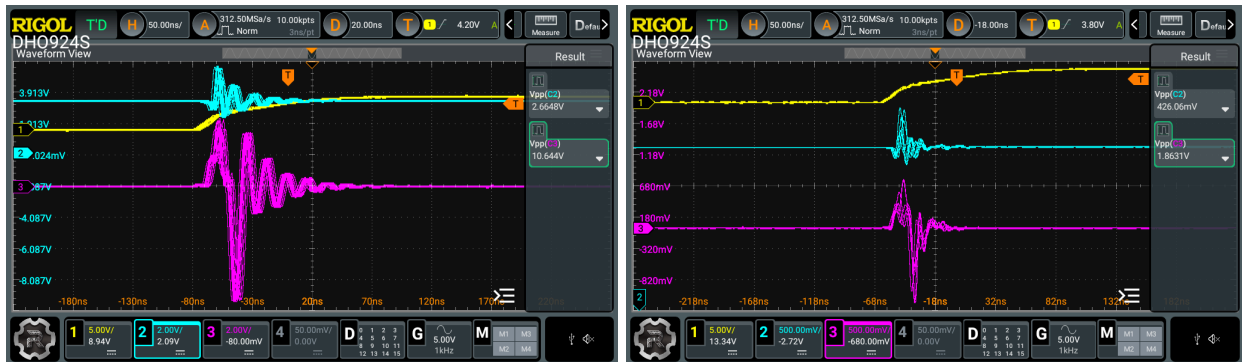 RIGOL T'D H 50.00ns/ A 312.50MSa/s 10.00kpts D 20.00ns T 1 4.20V A Measure Defau
Norm 3ns/pt
DHO924S
Waveform View Result
3.913V
Vpp(C2)
2.6648V
1
2
Vpp(C3)
10.644V
3
-4.087V
-6.087V
-8.087V
-180ns -130ns -80ns -30ns 20ns 70ns 120ns 170ns 220ns
1 5.00V/ 2 2.00V/ 3 2.00V/ 4 50.00mV/ D 0 1 2 3 G 5.00V M M1 M3
8.94V 2.09V -80.00mV 0.00V 4 5 6 7 1kHz M2 M4
8 9 10 11
12 13 14 15
RIGOL T'D H 50.00ns/ A 312.50MSa/s 10.00kpts D -18.00ns T 1 3.80V A Measure Defau
Norm 3ns/pt
DHO924S
Waveform View Result
2.18V
1
Vpp(C2)
426.06mV
1.68V
Vpp(C3)
1.8631V
1.18V
680mV
180mV
3
-320mV
-820mV
2
-218ns -168ns -118ns -68ns -18ns 32ns 82ns 132ns 182ns
1 5.00V/ 2 500.00mV/ 3 500.00mV/ 4 50.00mV/ D 0 1 2 3 G 5.00V M M1 M3
13.34V -2.72V -680.00mV 0.00V 4 5 6 7 1kHz M2 M4
8 9 10 11
12 13 14 15